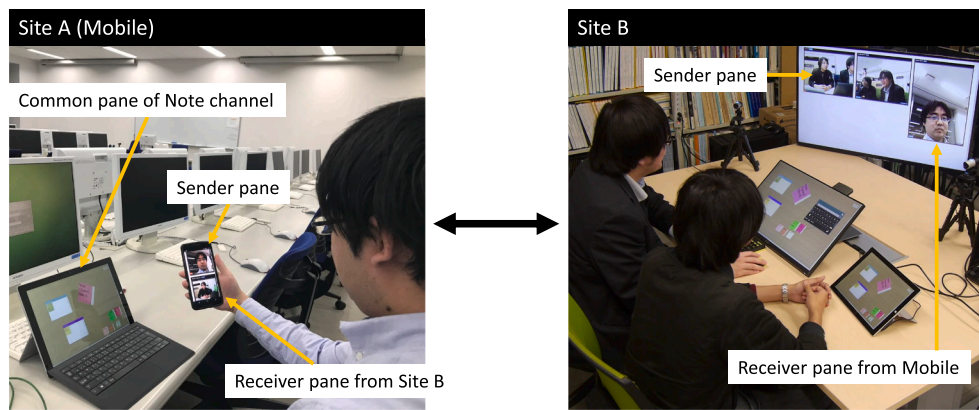 Site A (Mobile)
Common pane of Note channel
Sender pane
Receiver pane from Site B
Site B
Sender pane
Receiver pane from Mobile